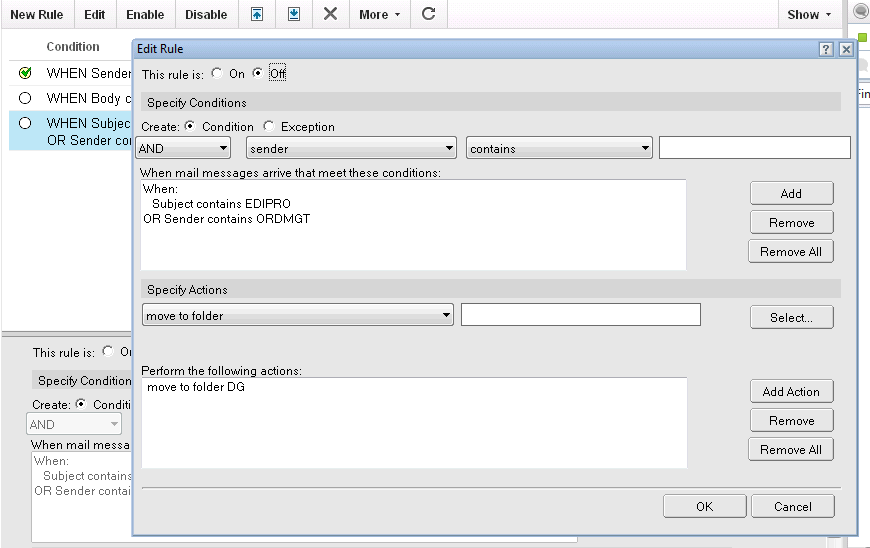 New Rule Edit Enable Disable More Show
Condition
WHEN Sender
WHEN Body c
WHEN Subjec
OR Sender con
Edit Rule
This rule is: On Off
Specify Conditions
Create: Condition Exception
AND sender contains
When mail messages arrive that meet these conditions:
When:
Subject contains EDIPRO
OR Sender contains ORDMGT
Add
Remove
Remove All
Specify Actions
move to folder Select...
Perform the following actions:
move to folder DG
Add Action
Remove
Remove All
OK Cancel
This rule is: O
Specify Condition
Create: Conditi
AND
When mail messa
When:
Subject contains
OR Sender contai
Fin